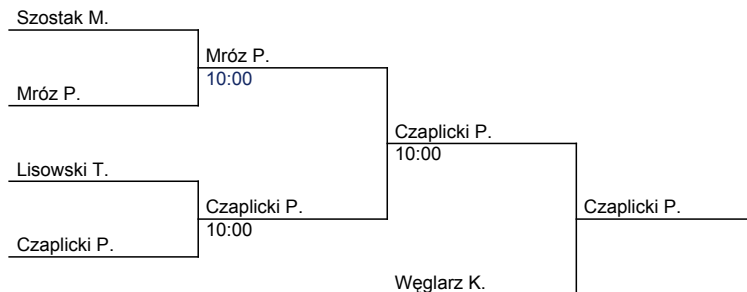 Szostak M.
Mróz P.
10:00
Mróz P.
Czaplicki P.
10:00
Lisowski T.
Czaplicki P.
Czaplicki P.
10:00
Czaplicki P.
Węglarz K.